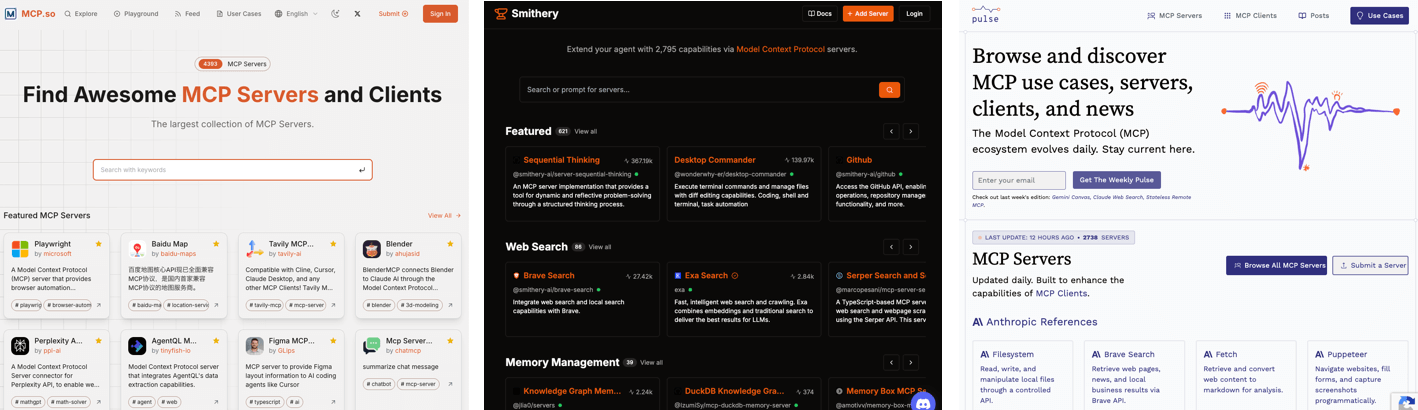 MCP.so
Explore
Playground
Feed
User Cases
English
Submit
Sign In
4393 MCP Servers
Find Awesome MCP Servers and Clients
The largest collection of MCP Servers.
Search with keywords
Featured MCP Servers
View All
Playwright
by microsoft
A Model Context Protocol
(MCP) server that provides
browser automation...
# playwrig
# browser-autom
Baidu Map
by baidu-maps
百度地图核心API现已全面兼容
MCP协议，是国内首家兼容
MCP协议的地图服务商。
# baidu-ma
# location-servic
Tavily MCP...
by tavily-ai
Compatible with Cline, Cursor,
Claude Desktop, and any
other MCP Clients! Tavily M...
# tavily-mcp
# mcp-server
Blender
by ahujasid
BlenderMCP connects Blender
to Claude AI through the
Model Context Protocol...
# blender
# 3d-modeling
Perplexity A...
by ppl-ai
A Model Context Protocol
Server connector for
Perplexity API, to enable we...
# mathgpt
# math-solver
AgentQL M...
by tinyfish-io
Model Context Protocol server
that integrates AgentQL's data
extraction capabilities.
# agent
# web
Figma MCP...
by GLips
MCP server to provide Figma
layout information to AI coding
agents like Cursor
# typescript
# ai
Mcp Server...
by chatmcp
summarize chat message
# chatbot
# mcp-server
Smithery
Docs
+ Add Server
Login
Extend your agent with 2,795 capabilities via Model Context Protocol servers.
Search or prompt for servers...
Featured 621 View all
Sequential Thinking
367.19k
@smithery-ai/server-sequential-thinking
An MCP server implementation that provides a
tool for dynamic and reflective problem-solving
through a structured thinking process.
Desktop Commander
139.97k
@wonderwhy-er/desktop-commander
Execute terminal commands and manage files
with diff editing capabilities. Coding, shell and
terminal, task automation
Github
@smithery-ai/github
Access the GitHub API, enablin
operations, repository manage
functionality, and more.
Web Search 86 View all
Brave Search
27.42k
@smithery-ai/brave-search
Integrate web search and local search
capabilities with Brave.
Exa Search
2.84k
exa
Fast, intelligent web search and crawling. Exa
combines embeddings and traditional search to
deliver the best results for LLMs.
Serper Search and S
@marcopesani/mcp-server-se
A TypeScript-based MCP serve
web search and webpage scra
using the Serper API. This serv
Memory Management 39 View all
Knowledge Graph Mem...
2.24k
@jlia0/servers
DuckDB Knowledge Gra...
374
@IzumiSy/mcp-duckdb-memory-server
Memory Box MCP Se
@amotivv/memory-box-m
pulse
MCP Servers
MCP Clients
Posts
Use Cases
Browse and discover
MCP use cases, servers,
clients, and news
The Model Context Protocol (MCP)
ecosystem evolves daily. Stay current here.
Enter your email
Get The Weekly Pulse
Check out last week's edition: Gemini Canvas, Claude Web Search, Stateless Remote
MCP.
LAST UPDATE: 12 HOURS AGO • 2738 SERVERS
MCP Servers
Updated daily. Built to enhance the
capabilities of MCP Clients.
Browse All MCP Servers
Submit a Server
Anthropic References
Filesystem
Read, write, and
manipulate local files
through a controlled
API.
Brave Search
Retrieve web pages,
news, and local
business results via
Brave API.
Fetch
Retrieve and convert
web content to
markdown for analysis.
Puppeteer
Navigate websites, fill
forms, and capture
screenshots
programmatically.